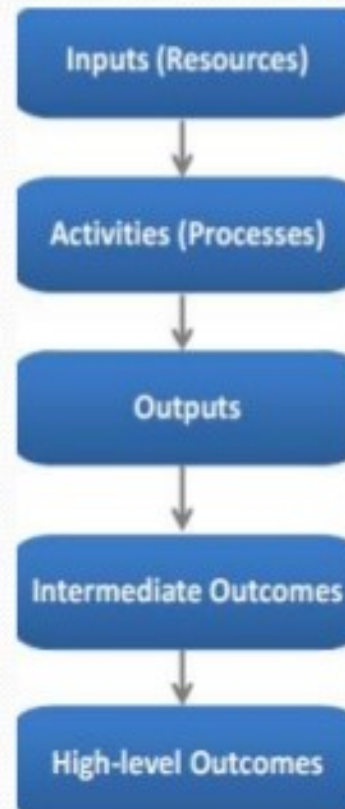 Inputs (Resources)
Activities (Processes)
Outputs
Intermediate Outcomes
High-level Outcomes